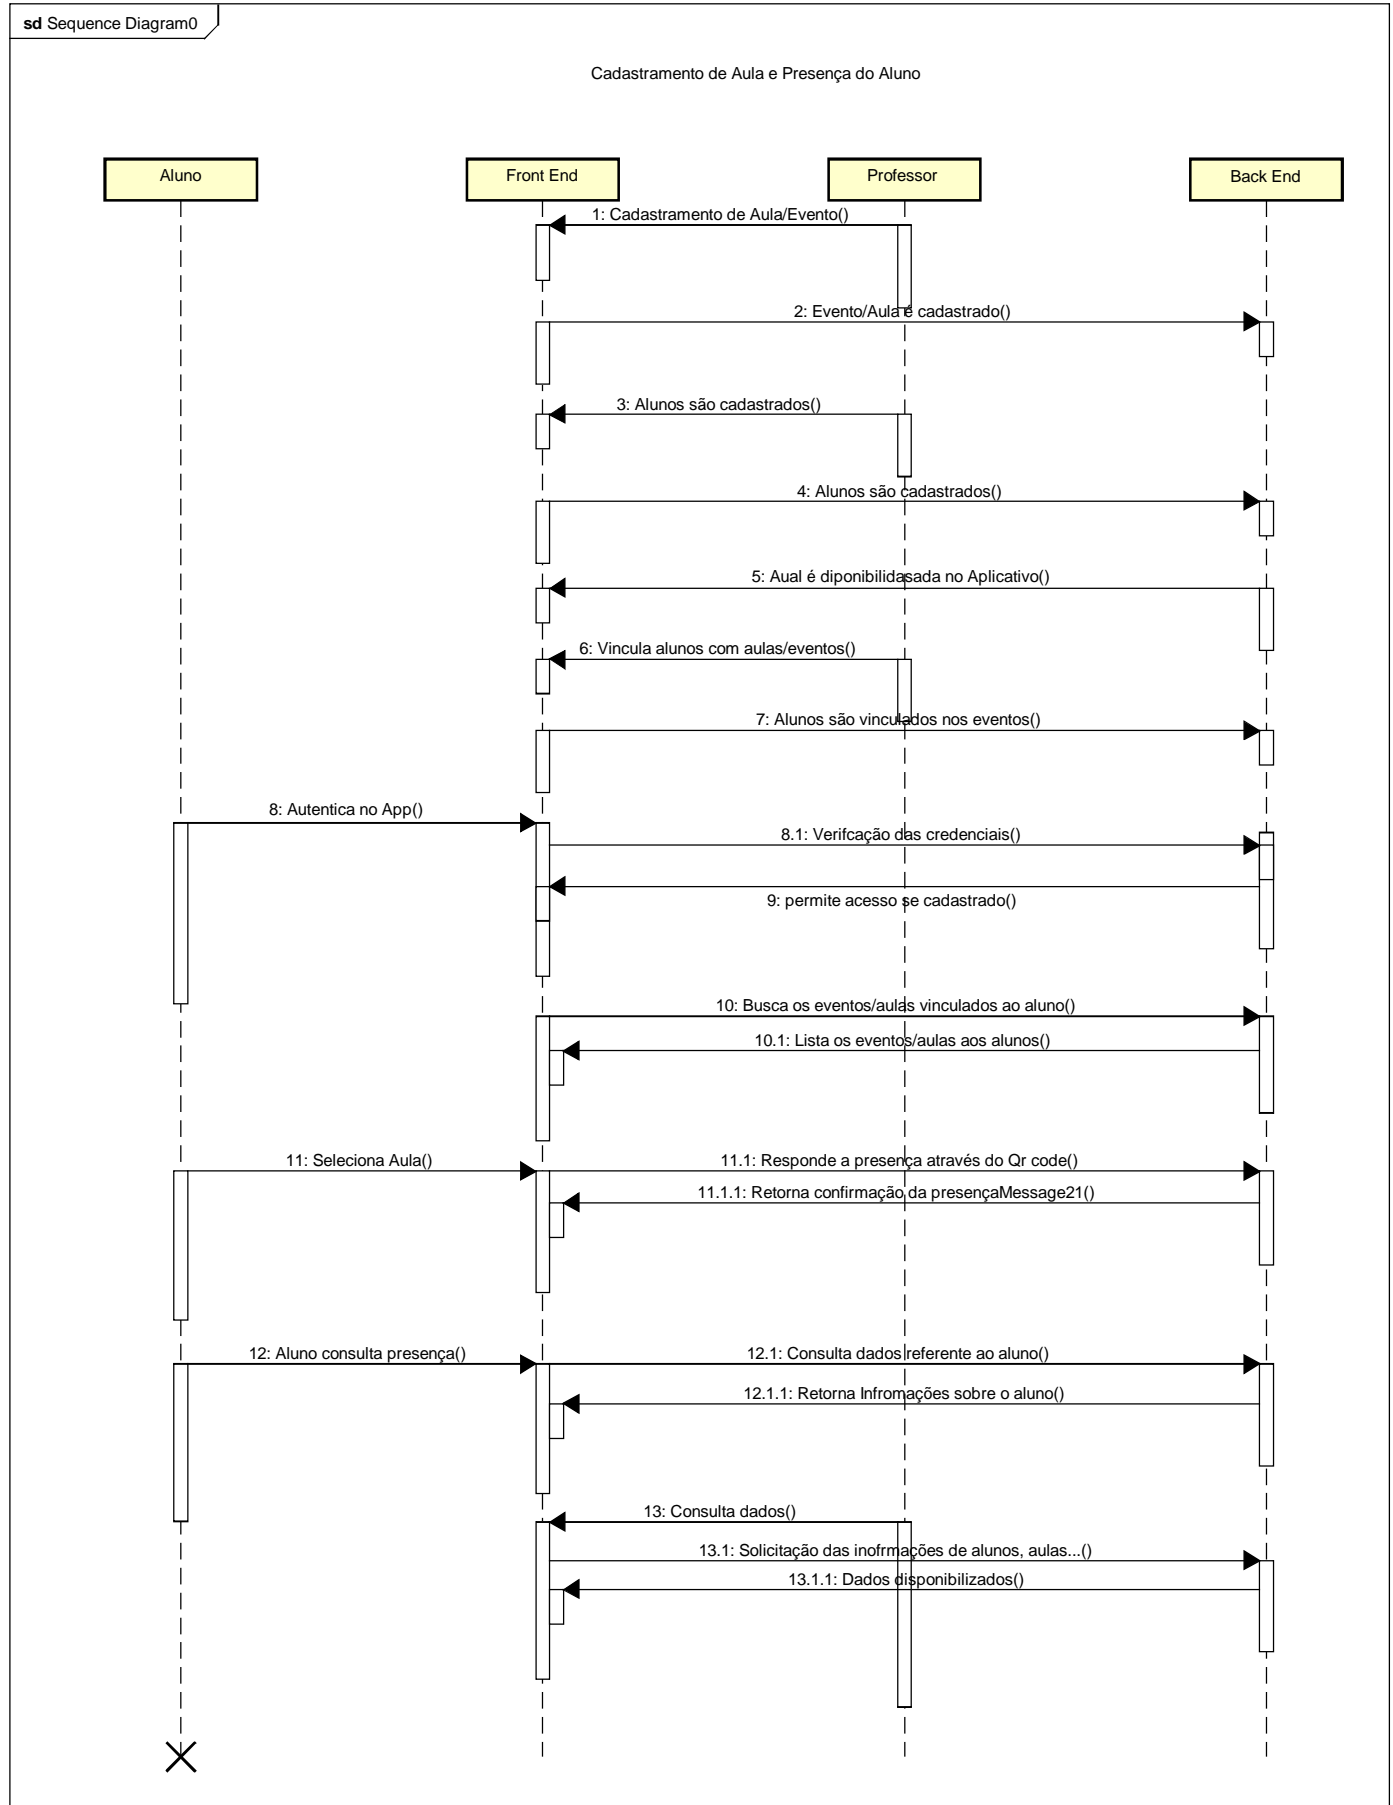 sd Sequence Diagram0
Cadastramento de Aula e Presença do Aluno
Aluno
Front End
Professor
Back End
1: Cadastramento de Aula/Evento()
2: Evento/Aula é cadastrado()
3: Alunos são cadastrados()
4: Alunos são cadastrados()
5: Aual é diponibilidasada no Aplicativo()
6: Vincula alunos com aulas/eventos()
7: Alunos são vinculados nos eventos()
8: Autentica no App()
8.1: Verifcação das credenciais()
9: permite acesso se cadastrado()
10: Busca os eventos/aulas vinculados ao aluno()
10.1: Lista os eventos/aulas aos alunos()
11: Seleciona Aula()
11.1: Responde a presença através do Qr code()
11.1.1: Retorna confirmação da presençaMessage21()
12: Aluno consulta presença()
12.1: Consulta dados referente ao aluno()
12.1.1: Retorna Infromações sobre o aluno()
13: Consulta dados()
13.1: Solicitação das inofrmações de alunos, aulas...()
13.1.1: Dados disponibilizados()